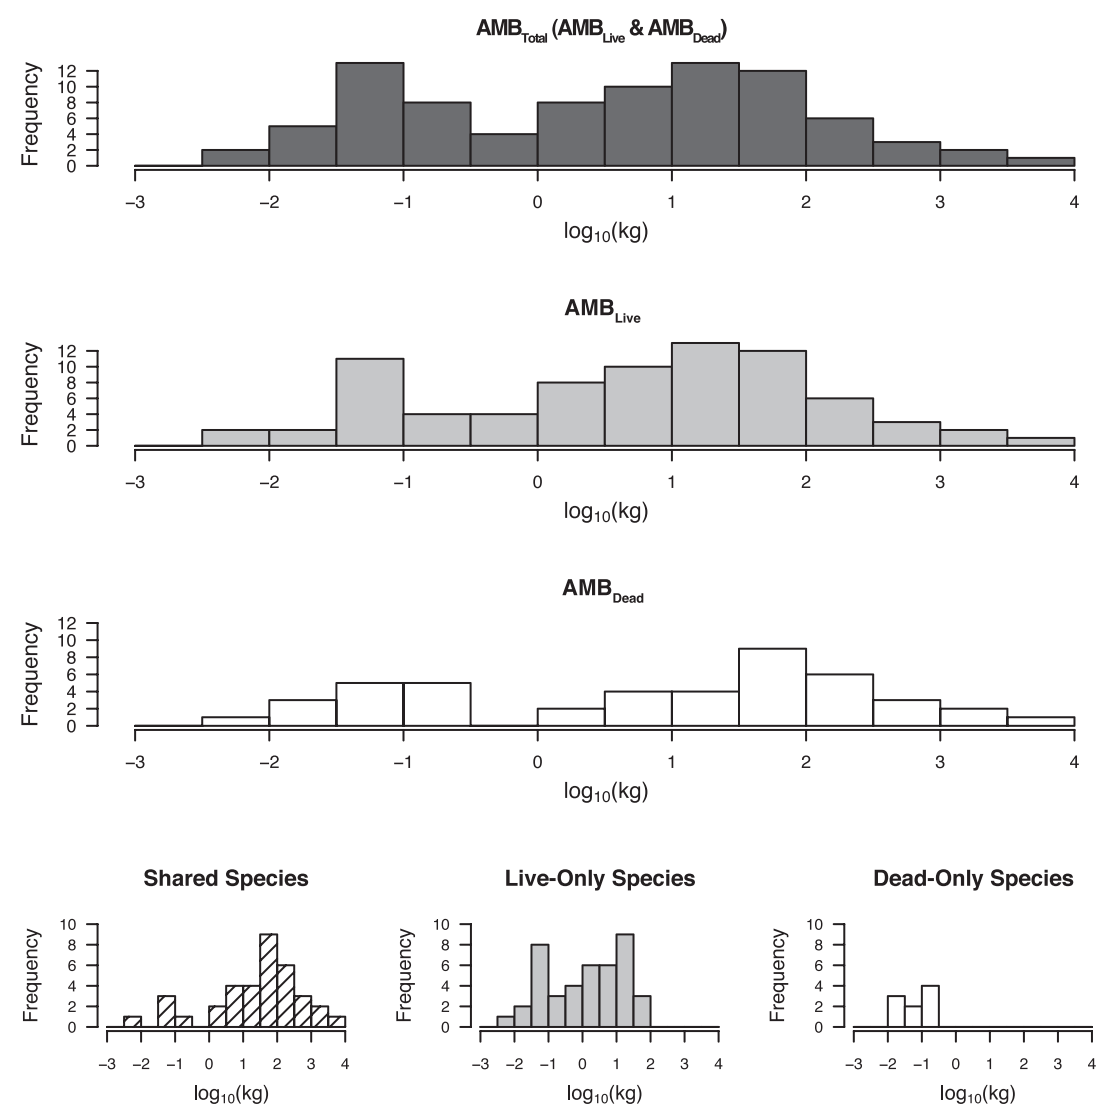 AMB_Total (AMB_Live & AMB_Dead)
Frequency
12
10
8
6
4
2
0
−3 −2 −1 0 1 2 3 4
log₁₀(kg)
AMB_Live
Frequency
12
10
8
6
4
2
0
−3 −2 −1 0 1 2 3 4
log₁₀(kg)
AMB_Dead
Frequency
12
10
8
6
4
2
0
−3 −2 −1 0 1 2 3 4
log₁₀(kg)
Shared Species
Frequency
10
8
6
4
2
0
−3 −2 −1 0 1 2 3 4
log₁₀(kg)
Live-Only Species
Frequency
10
8
6
4
2
0
−3 −2 −1 0 1 2 3 4
log₁₀(kg)
Dead-Only Species
Frequency
10
8
6
4
2
0
−3 −2 −1 0 1 2 3 4
log₁₀(kg)